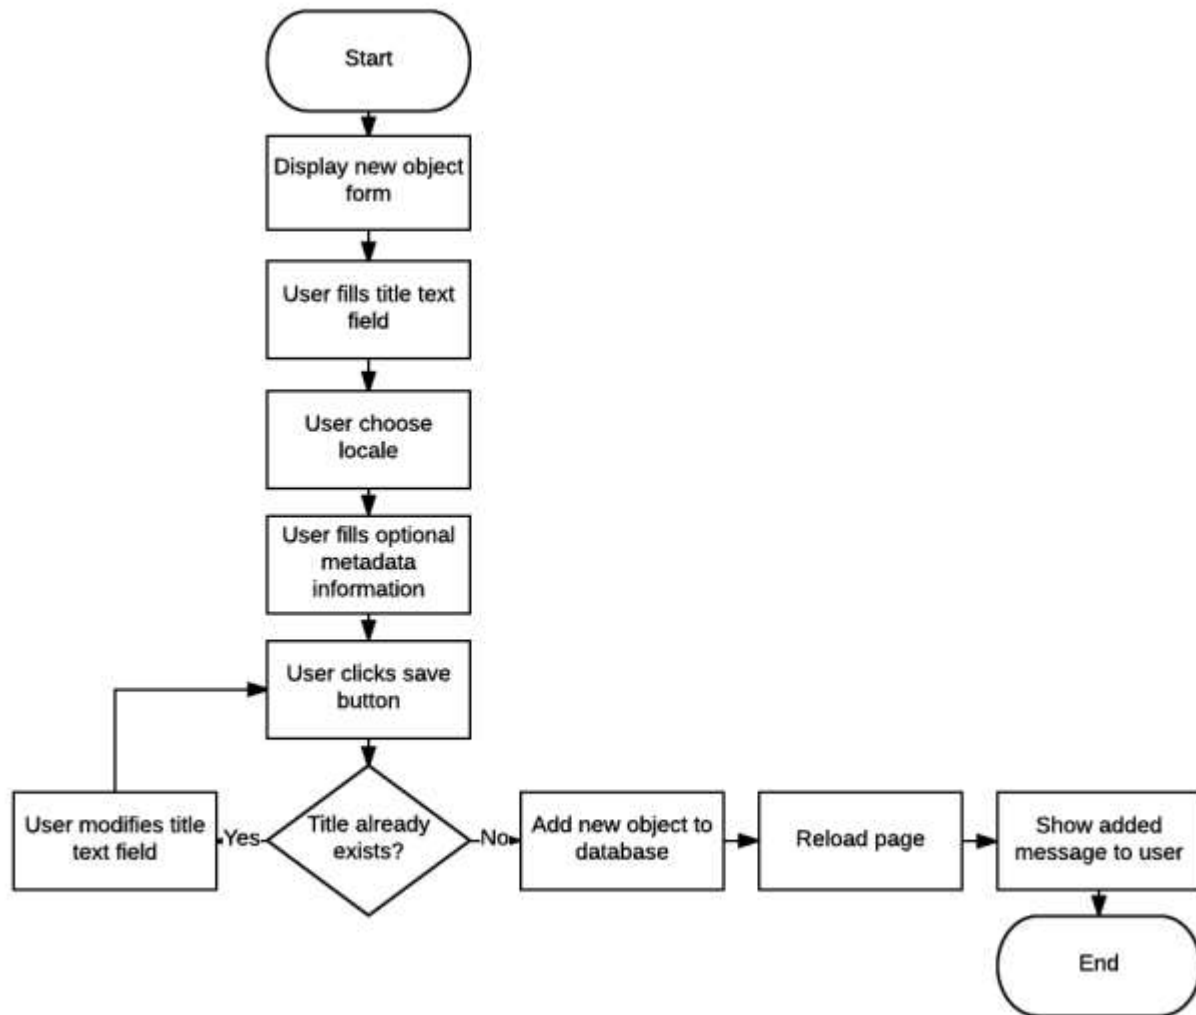 Start
Display new object
form
User fills title text
field
User choose
locale
User fills optional
metadata
information
User clicks save
button
User modifies title
text field
Yes
Title already
exists?
No
Add new object to
database
Reload page
Show added
message to user
End